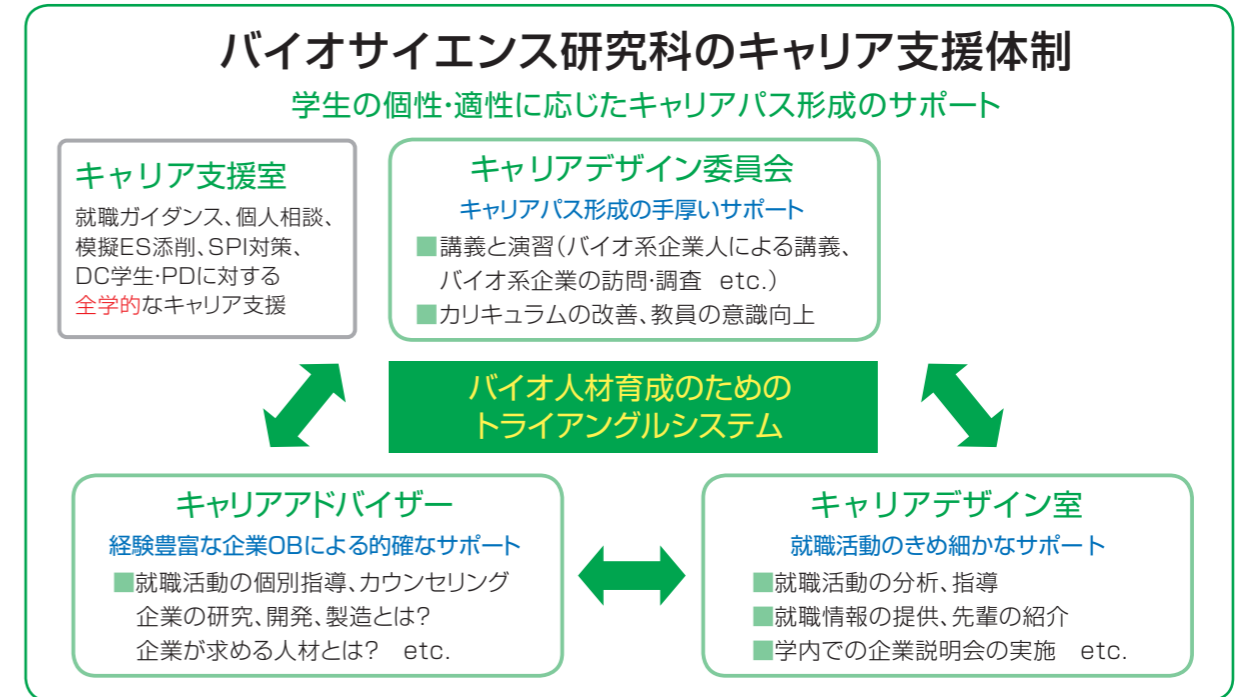 バイオサイエンス研究科のキャリア支援体制
学生の個性・適性に応じたキャリアパス形成のサポート
キャリア支援室
就職ガイダンス、個人相談、
模擬ES添削、SPI対策、
DC学生・PDに対する
全学的なキャリア支援
キャリアデザイン委員会
キャリアパス形成の手厚いサポート
■講義と演習（バイオ系企業人による講義、
バイオ系企業の訪問・調査 etc.）
■カリキュラムの改善、教員の意識向上
バイオ人材育成のための
トライアングルシステム
キャリアアドバイザー
経験豊富な企業OBによる的確なサポート
■就職活動の個別指導、カウンセリング
企業の研究、開発、製造とは？
企業が求める人材とは？ etc.
キャリアデザイン室
就職活動のきめ細かなサポート
■就職活動の分析、指導
■就職情報の提供、先輩の紹介
■学内での企業説明会の実施 etc.